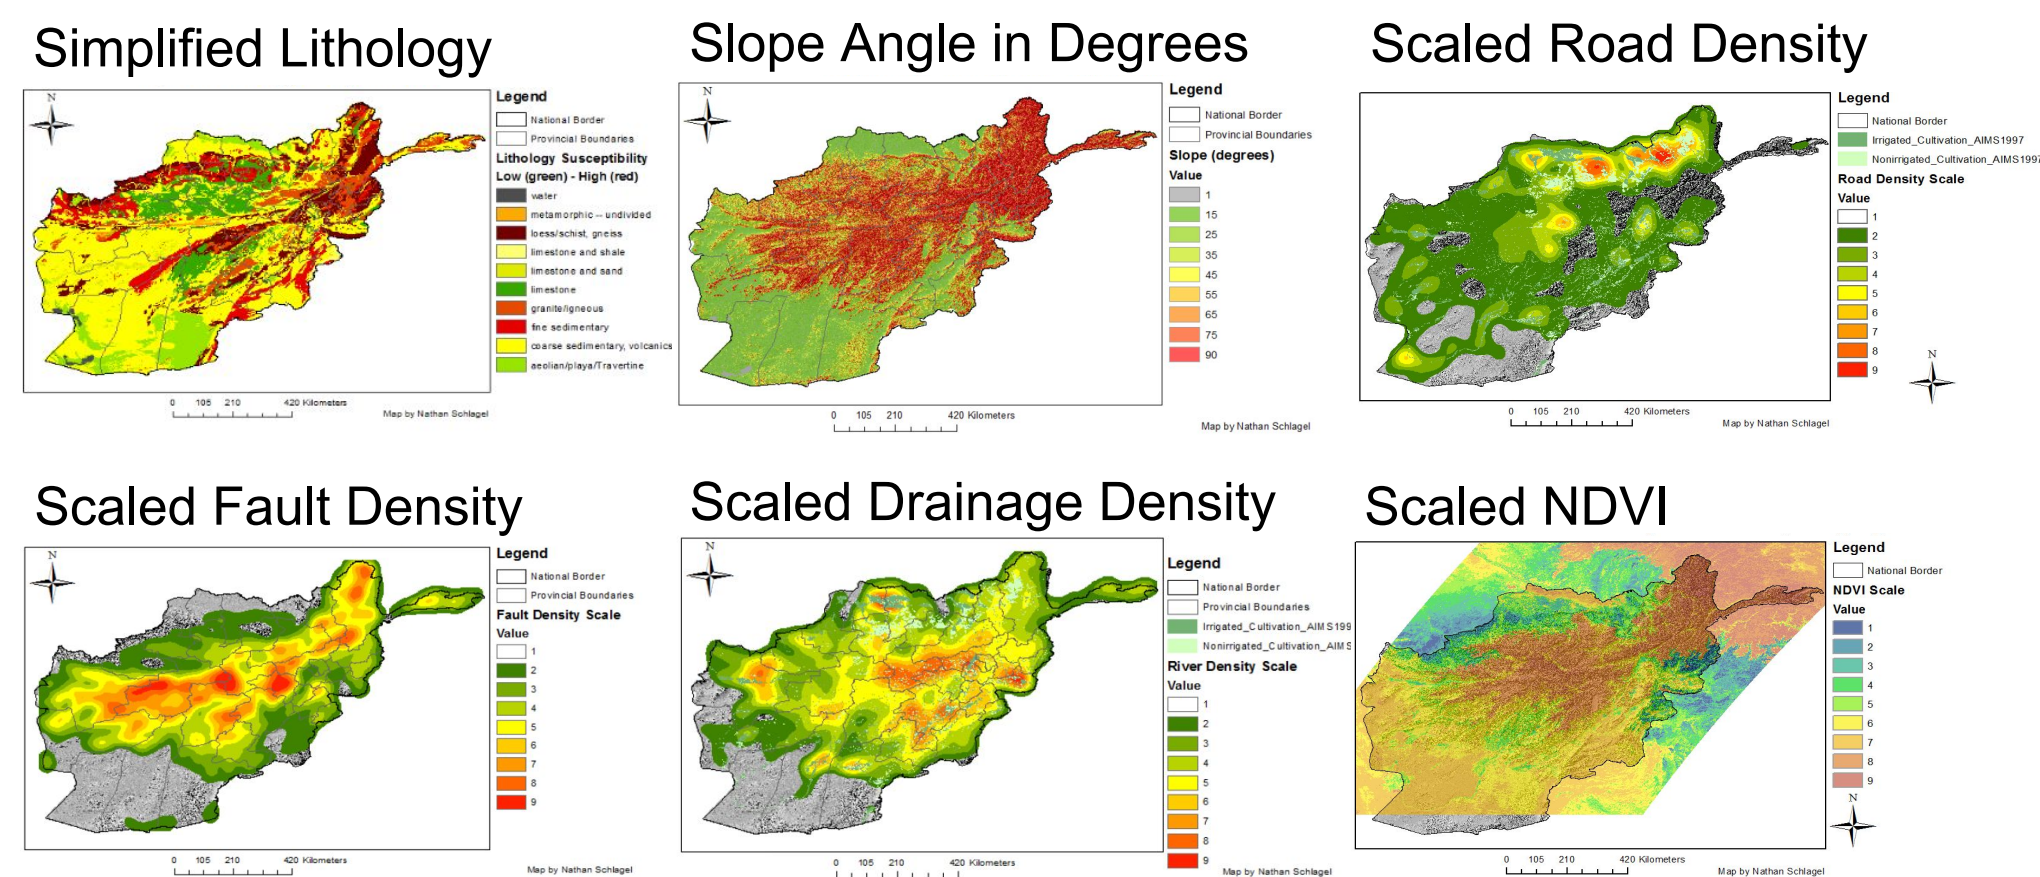 Simplified Lithology
N
Legend
National Border
Provincial Boundaries
Lithology Susceptibility
Low (green) - High (red)
water
metamorphic -- undivided
loess/schist, gneiss
limestone and shale
limestone and sand
limestone
granite/igneous
fine sedimentary
coarse sedimentary, volcanics
aeolian/playa/Travertine
0 105 210 420 Kilometers
Map by Nathan Schlagel
Slope Angle in Degrees
N
Legend
National Border
Provincial Boundaries
Slope (degrees)
Value
1
15
25
35
45
55
65
75
90
0 105 210 420 Kilometers
Map by Nathan Schlagel
Scaled Road Density
Legend
National Border
Irrigated_Cultivation_AIMS1997
Nonirrigated_Cultivation_AIMS1997
Road Density Scale
Value
1
2
3
4
5
6
7
8
9
N
0 105 210 420 Kilometers
Map by Nathan Schlagel
Scaled Fault Density
N
Legend
National Border
Provincial Boundaries
Fault Density Scale
Value
1
2
3
4
5
6
7
8
9
0 105 210 420 Kilometers
Map by Nathan Schlagel
Scaled Drainage Density
N
Legend
National Border
Provincial Boundaries
Irrigated_Cultivation_AIMS199
Nonirrigated_Cultivation_AIMS
River Density Scale
Value
1
2
3
4
5
6
7
8
9
0 105 210 420 Kilometers
Map by Nathan Schlagel
Scaled NDVI
Legend
National Border
NDVI Scale
Value
1
2
3
4
5
6
7
8
9
N
0 105 210 420 Kilometers
Map by Nathan Schlagel